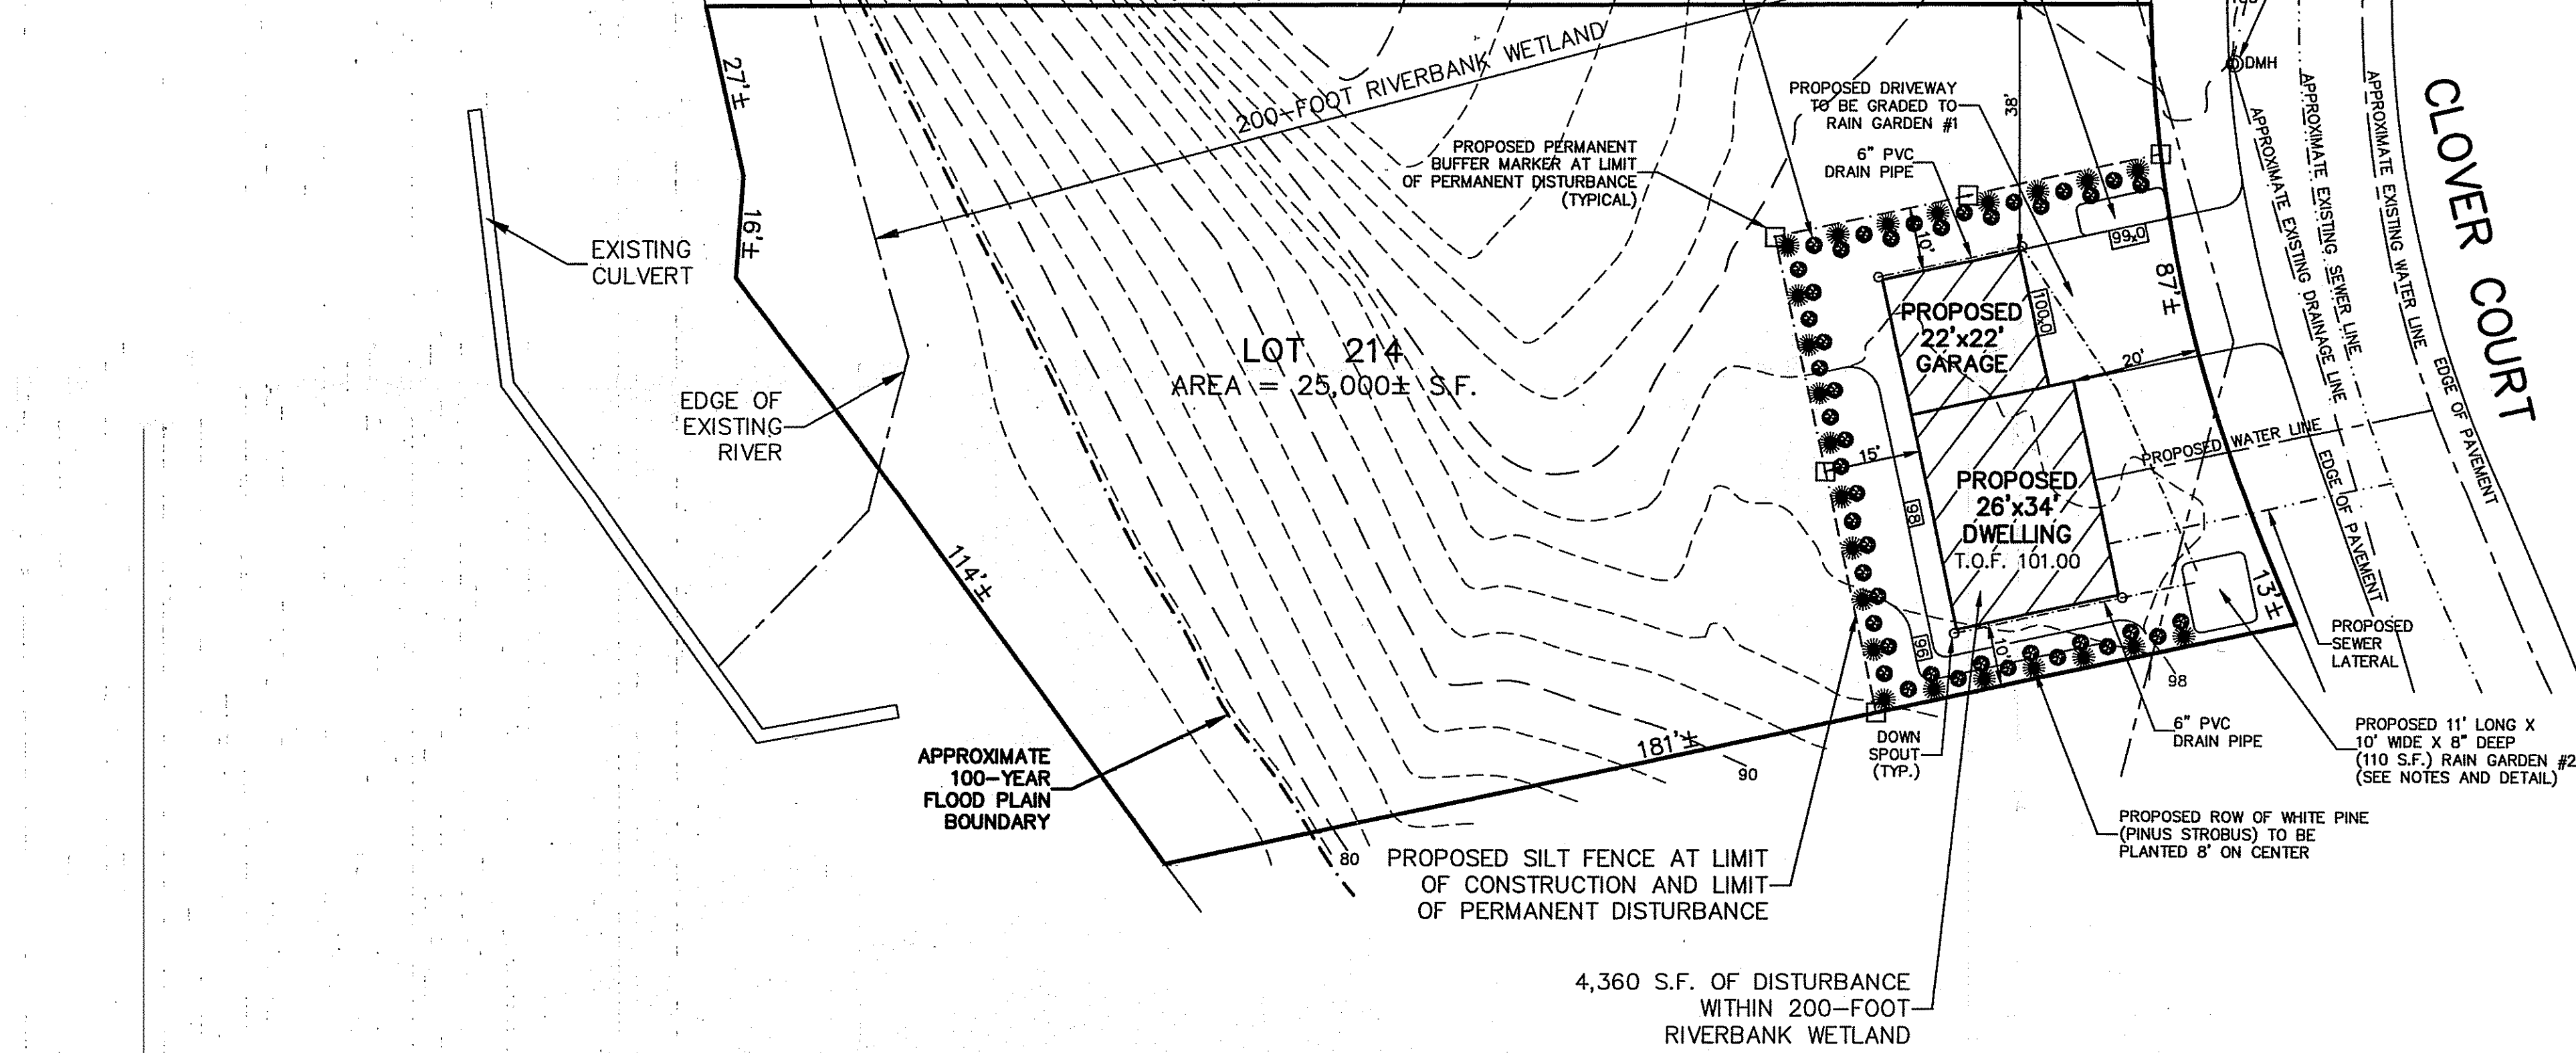 27'±
16'±
EXISTING
CULVERT
EDGE OF
EXISTING
RIVER
114'±
APPROXIMATE
100-YEAR
FLOOD PLAIN
BOUNDARY
200-FOOT RIVERBANK WETLAND
LOT 214
AREA = 25,000± S.F.
PROPOSED PERMANENT
BUFFER MARKER AT LIMIT
OF PERMANENT DISTURBANCE
(TYPICAL)
PROPOSED DRIVEWAY
TO BE GRADED TO
RAIN GARDEN #1
6" PVC
DRAIN PIPE
38'
10'
99x0
100x0
PROPOSED
22'x22'
GARAGE
20'
87'±
15'
98
PROPOSED
26'x34'
DWELLING
T.O.F. 101.00
96
10'
98
13'±
PROPOSED WATER LINE
DMH
APPROXIMATE EXISTING DRAINAGE LINE
APPROXIMATE EXISTING SEWER LINE
APPROXIMATE EXISTING WATER LINE
EDGE OF PAVEMENT
EDGE OF PAVEMENT
CLOVER COURT
PROPOSED
SEWER
LATERAL
181'±
90
80
DOWN
SPOUT
(TYP.)
6" PVC
DRAIN PIPE
PROPOSED 11' LONG X
10' WIDE X 8" DEEP
(110 S.F.) RAIN GARDEN #2
(SEE NOTES AND DETAIL)
PROPOSED ROW OF WHITE PINE
(PINUS STROBUS) TO BE
PLANTED 8' ON CENTER
PROPOSED SILT FENCE AT LIMIT
OF CONSTRUCTION AND LIMIT
OF PERMANENT DISTURBANCE
4,360 S.F. OF DISTURBANCE
WITHIN 200-FOOT
RIVERBANK WETLAND